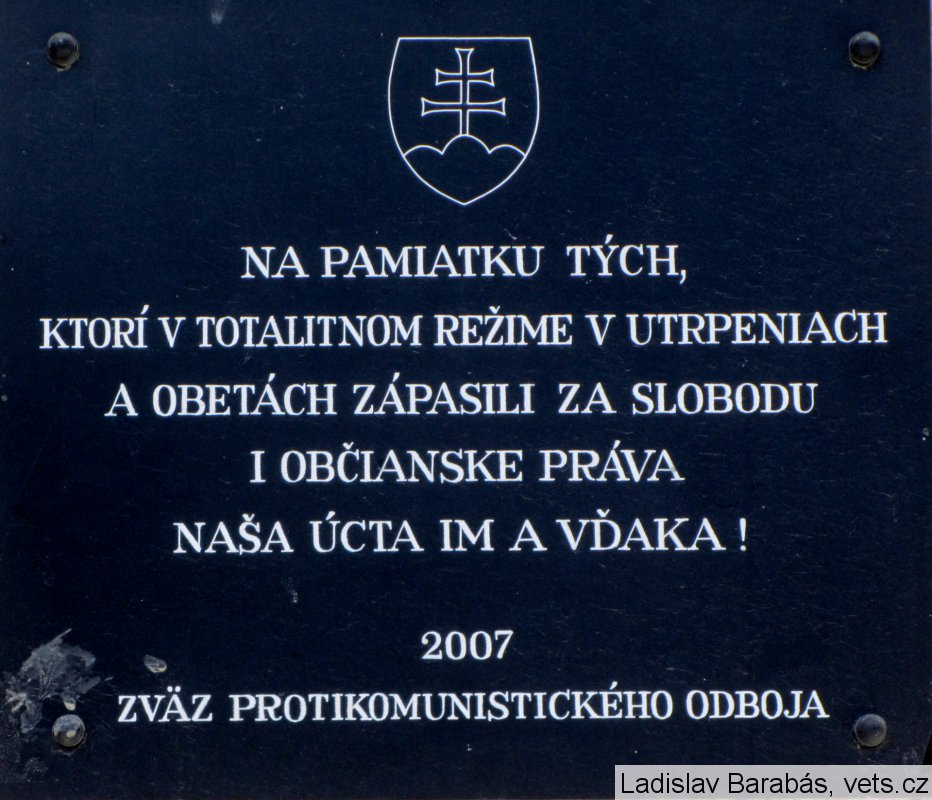 NA PAMIATKU TÝCH,
KTORÍ V TOTALITNOM REŽIME V UTRPENIACH
A OBETÁCH ZÁPASILI ZA SLOBODU
I OBČIANSKE PRÁVA
NAŠA ÚCTA IM A VĎAKA !
2007
ZVÄZ PROTIKOMUNISTICKÉHO ODBOJA
Ladislav Barabás, vets.cz